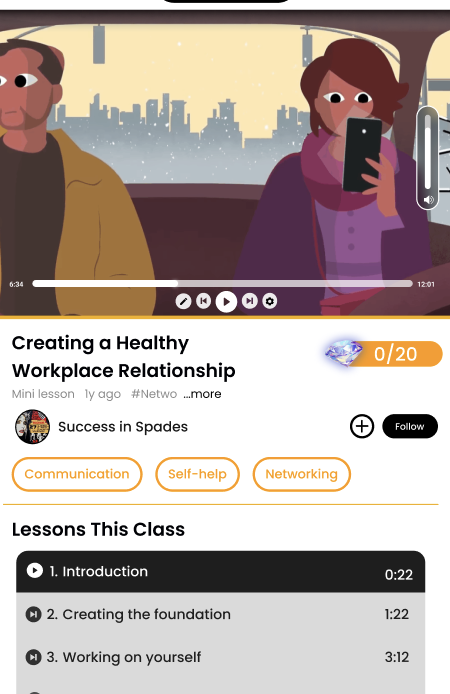 6:34
12:01
Creating a Healthy
Workplace Relationship
0/20
Mini lesson 1y ago #Netwo ...more
Success in Spades
Follow
Communication Self-help Networking
Lessons This Class
1. Introduction 0:22
2. Creating the foundation 1:22
3. Working on yourself 3:12